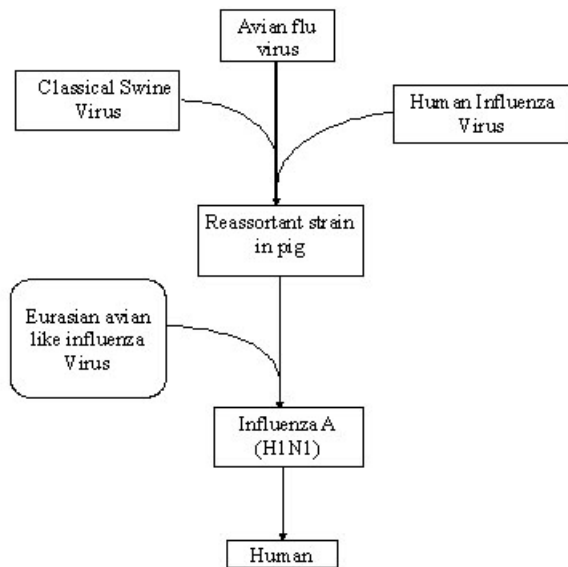 Avian flu
virus
Classical Swine
Virus
Human Influenza
Virus
Reassortant strain
in pig
Eurasian avian
like influenza
Virus
Influenza A
(H1N1)
Human